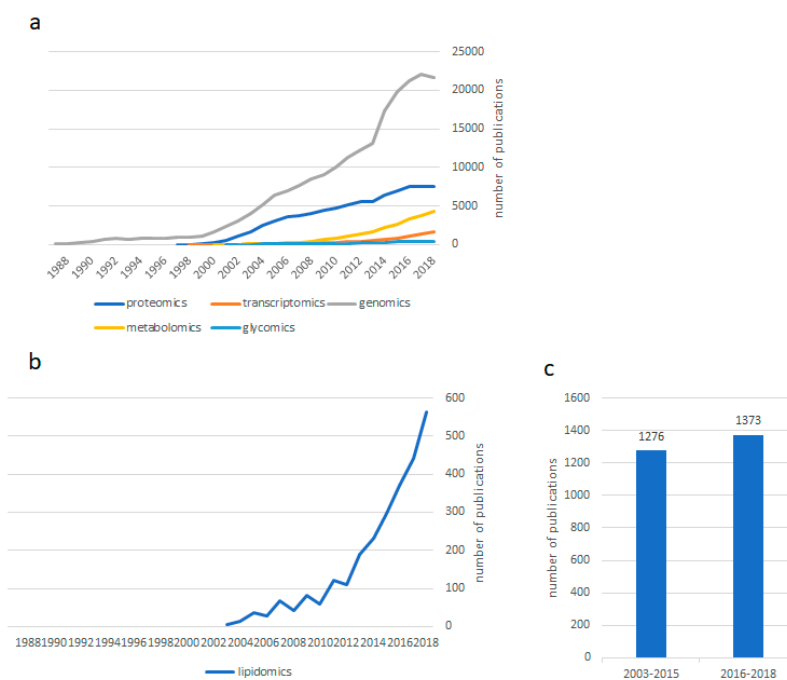 a
25000
20000
15000
10000
5000
0
number of publications
1988 1990 1992 1994 1996 1998 2000 2002 2004 2006 2008 2010 2012 2014 2016 2018
proteomics transcriptomics genomics
metabolomics glycomics
b
600
500
400
300
200
100
0
number of publications
1988 1990 1992 1994 1996 1998 2000 2002 2004 2006 2008 2010 2012 2014 2016 2018
lipidomics
c
1600
1400
1200
1000
800
600
400
200
0
number of publications
1276
1373
2003-2015 2016-2018